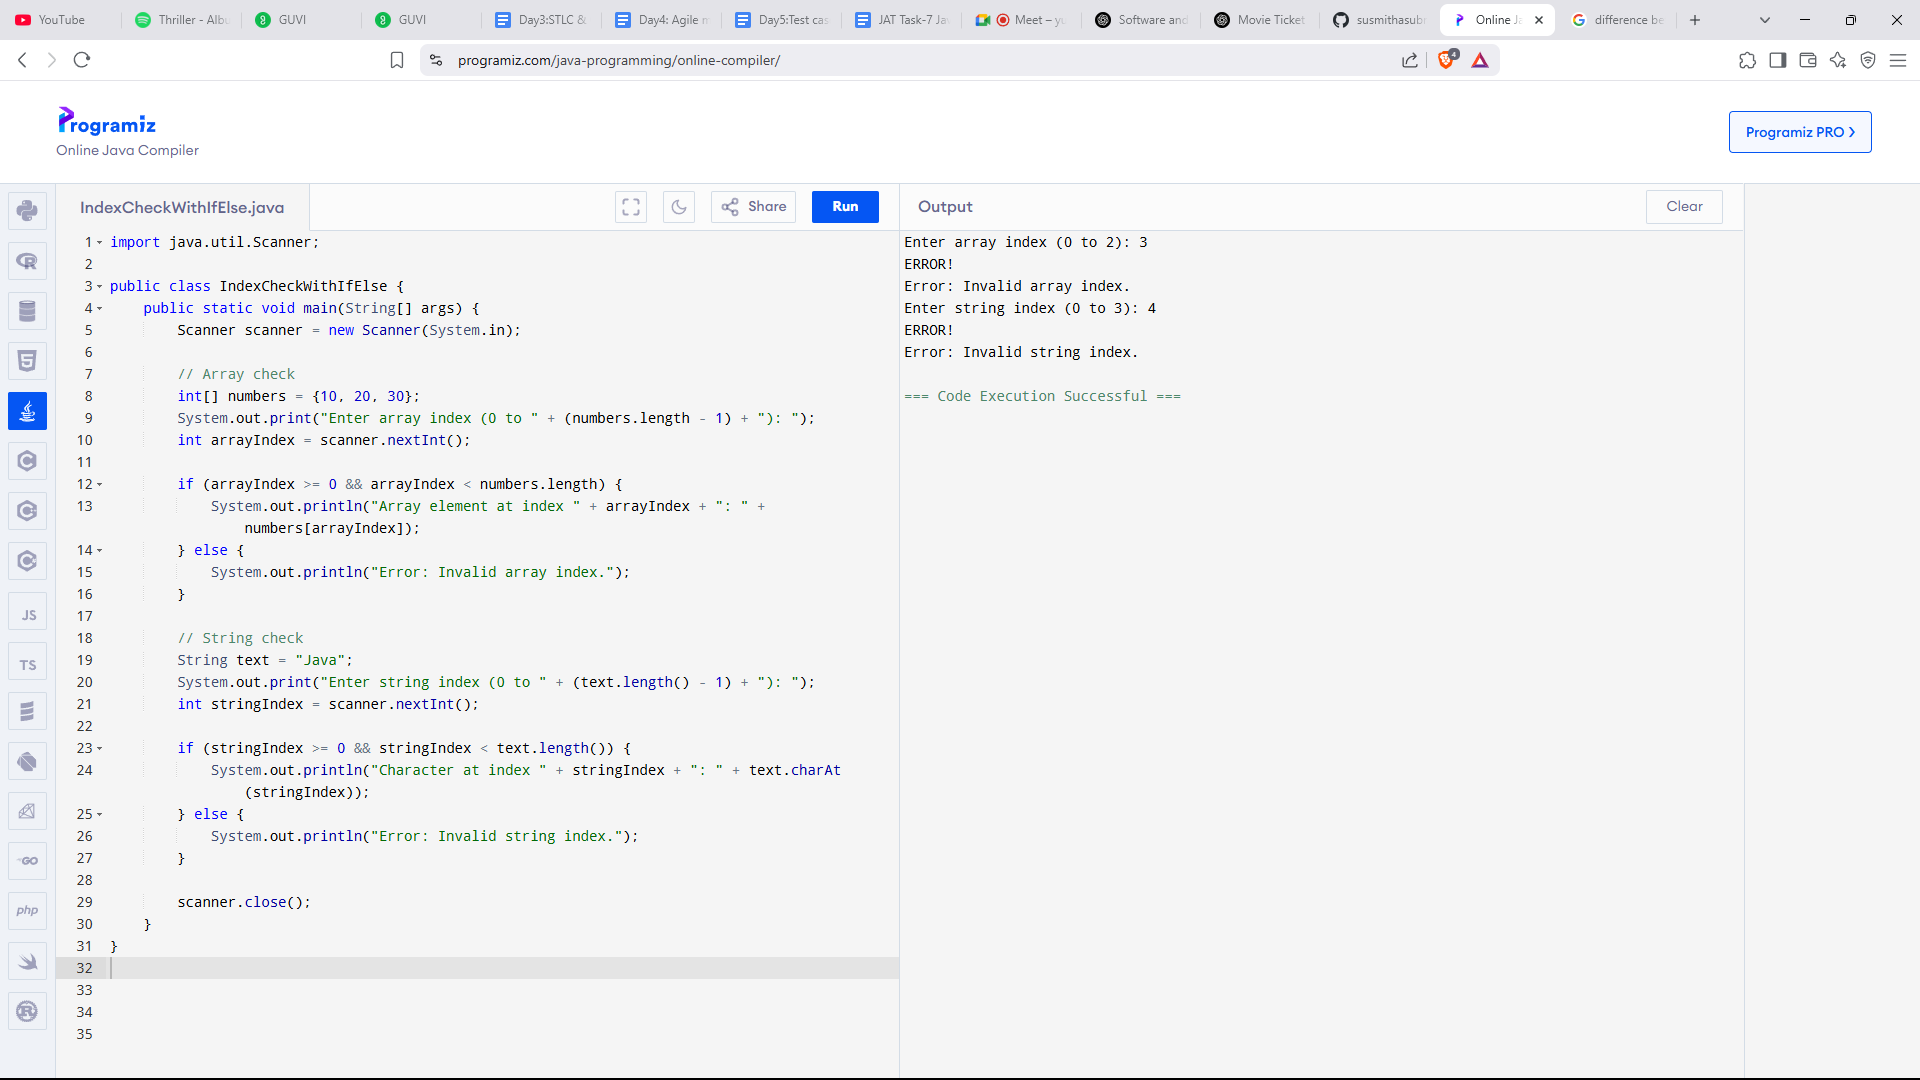 YouTube
Thriller - Albu
GUVI
GUVI
Day3:STLC &
Day4: Agile m
Day5:Test cas
JAT Task-7 Jav
Meet – yu
Software and
Movie Ticket
susmithasubr
Online Ja
difference be
programiz.com/java-programming/online-compiler/
4
Programiz
Online Java Compiler
Programiz PRO
IndexCheckWithIfElse.java
Share
Run
Output
Clear
1 import java.util.Scanner;
2
3 public class IndexCheckWithIfElse {
4 public static void main(String[] args) {
5 Scanner scanner = new Scanner(System.in);
6
7 // Array check
8 int[] numbers = {10, 20, 30};
9 System.out.print("Enter array index (0 to " + (numbers.length - 1) + "): ");
10 int arrayIndex = scanner.nextInt();
11
12 if (arrayIndex >= 0 && arrayIndex < numbers.length) {
13 System.out.println("Array element at index " + arrayIndex + ": " +
numbers[arrayIndex]);
14 } else {
15 System.out.println("Error: Invalid array index.");
16 }
17
18 // String check
19 String text = "Java";
20 System.out.print("Enter string index (0 to " + (text.length() - 1) + "): ");
21 int stringIndex = scanner.nextInt();
22
23 if (stringIndex >= 0 && stringIndex < text.length()) {
24 System.out.println("Character at index " + stringIndex + ": " + text.charAt
(stringIndex));
25 } else {
26 System.out.println("Error: Invalid string index.");
27 }
28
29 scanner.close();
30 }
31 }
32
33
34
35
Enter array index (0 to 2): 3
ERROR!
Error: Invalid array index.
Enter string index (0 to 3): 4
ERROR!
Error: Invalid string index.
=== Code Execution Successful ===
JS
TS
GO
php